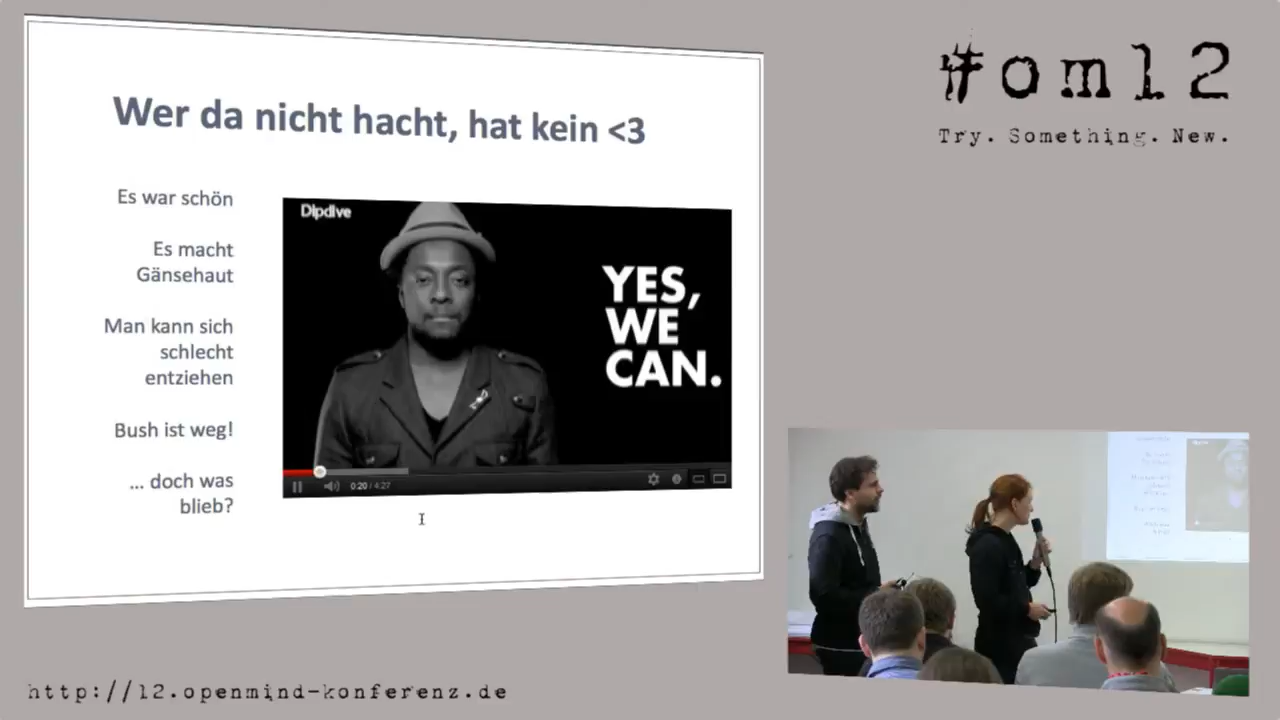 #om12
Try. Something. New.
Wer da nicht hacht, hat kein <3
Es war schön
Es macht
Gänsehaut
Man kann sich
schlecht
entziehen
Bush ist weg!
... doch was
blieb?
Dipdive
YES,
WE
CAN.
0:20 / 4:27
http://12.openmind-konferenz.de